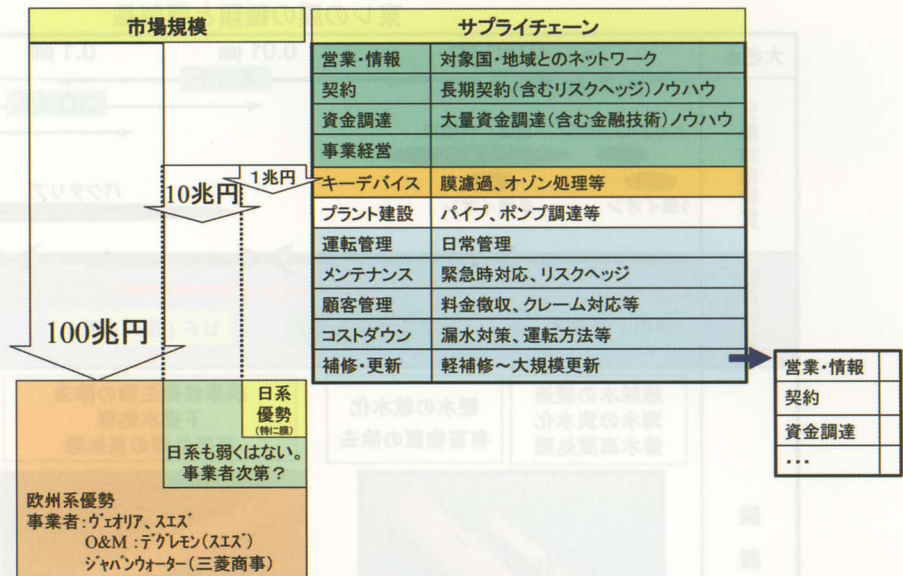 市場規模
サプライチェーン
営業・情報 対象国・地域とのネットワーク
契約 長期契約(含むリスクヘッジ)ノウハウ
資金調達 大量資金調達(含む金融技術)ノウハウ
事業経営
キーデバイス 膜濾過、オゾン処理等
プラント建設 パイプ、ポンプ調達等
運転管理 日常管理
メンテナンス 緊急時対応、リスクヘッジ
顧客管理 料金徴収、クレーム対応等
コストダウン 漏水対策、運転方法等
補修・更新 軽補修～大規模更新
1兆円
10兆円
100兆円
日系
優勢
(特に膜)
日系も弱くはない。
事業者次第？
欧州系優勢
事業者：ヴェオリア、スエズ
O&M：デグレモン(スエズ)
ジャパンウォーター(三菱商事)
営業・情報
契約
資金調達
･･･